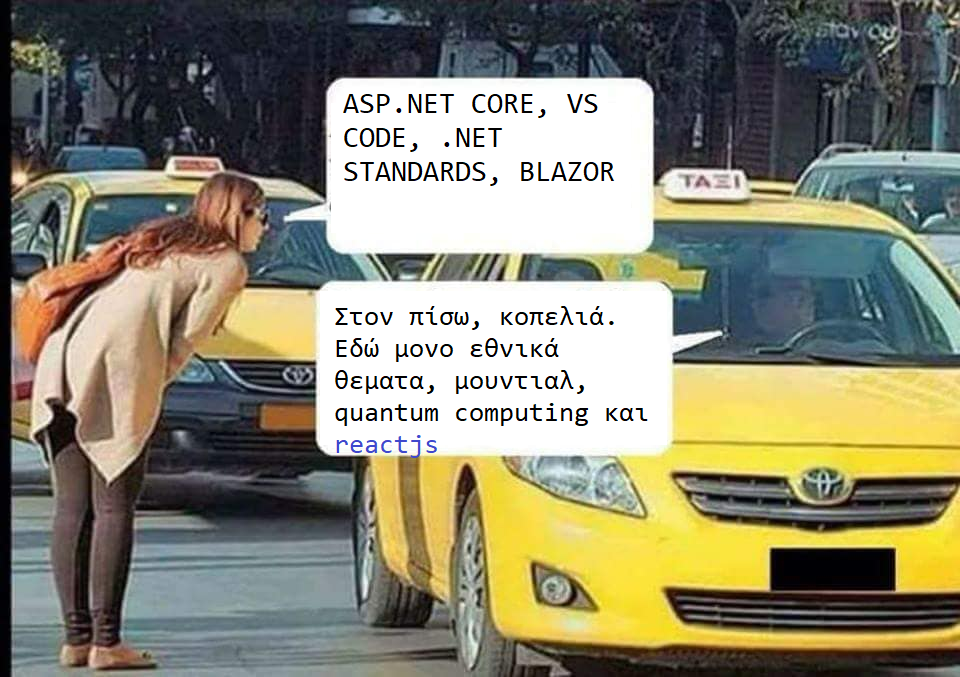 ASP.NET CORE, VS
CODE, .NET
STANDARDS, BLAZOR
ΤΑΞΙ
Στον πίσω, κοπελιά.
Εδώ μονο εθνικά
θεματα, μουντιαλ,
quantum computing και
reactjs